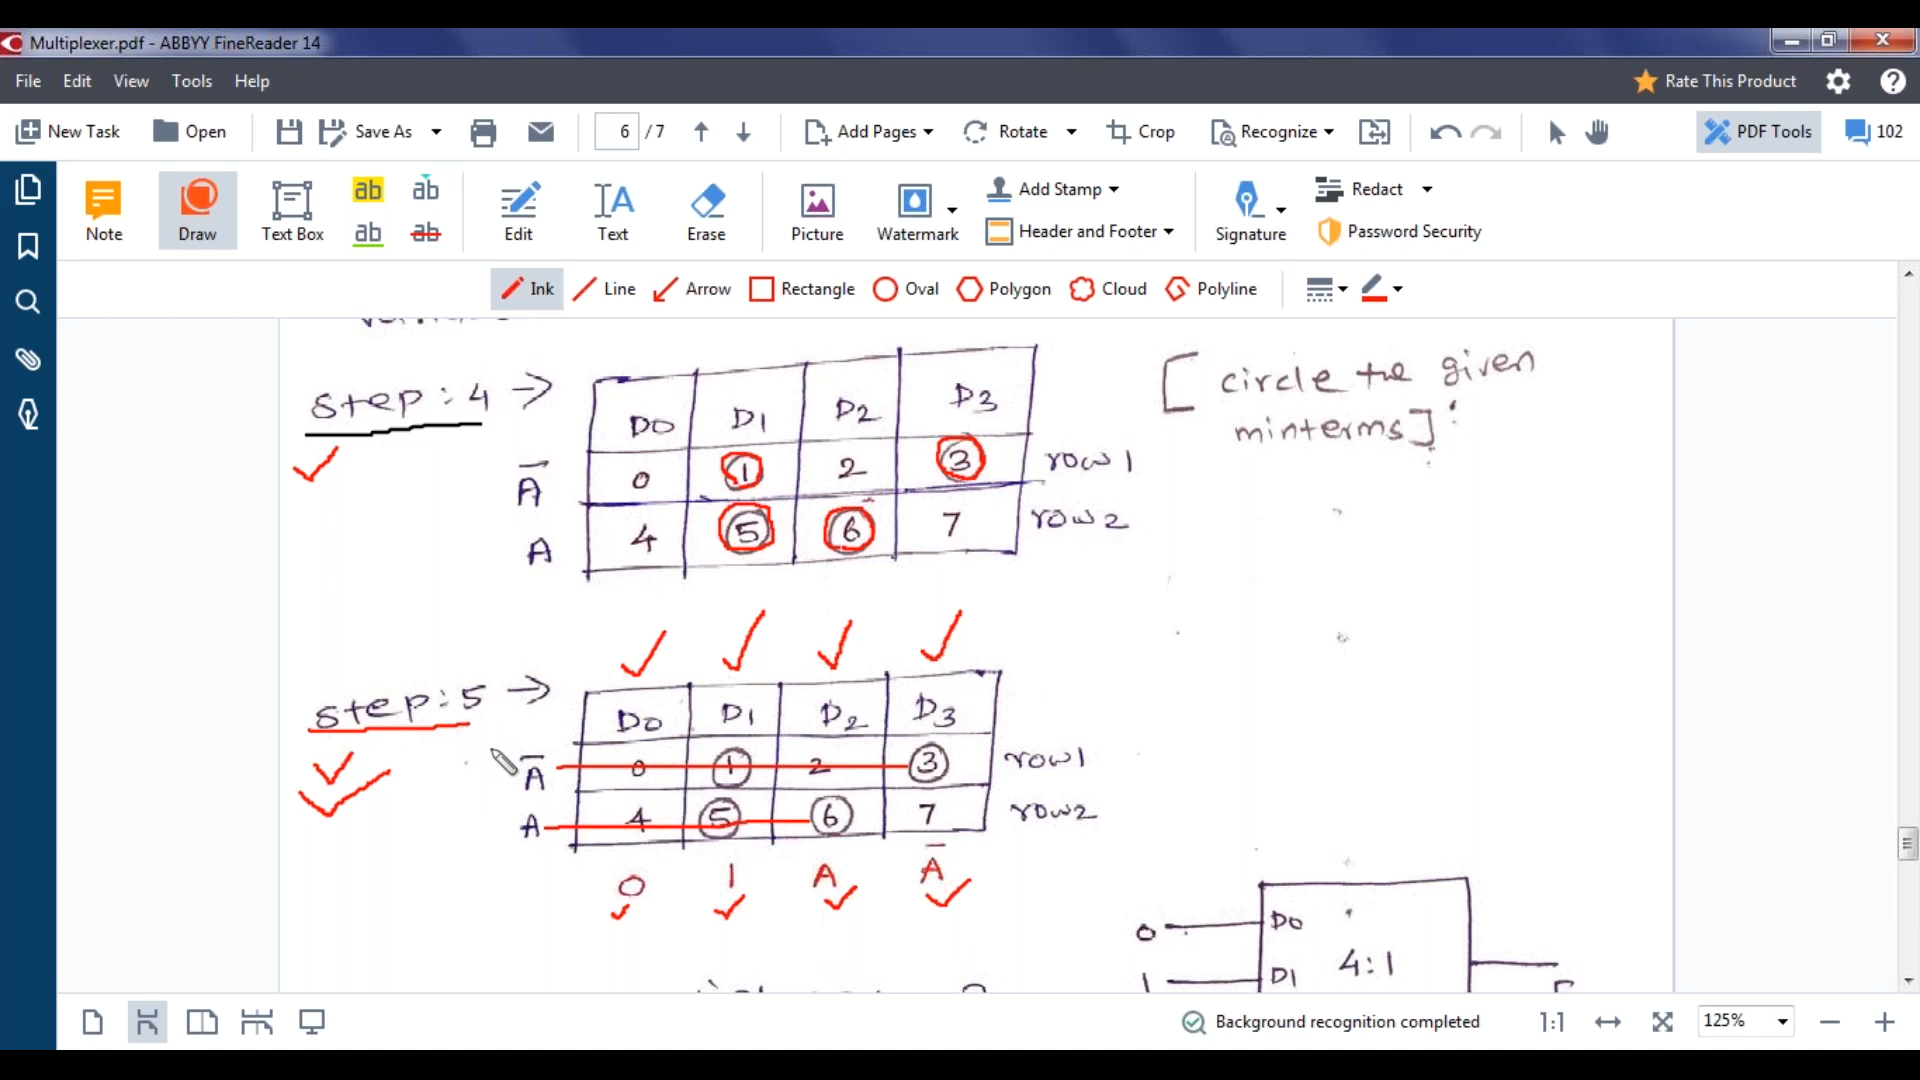 Multiplexer.pdf - ABBYY FineReader 14
File Edit View Tools Help
Rate This Product
New Task Open Save As 6 / 7 Add Pages Rotate Crop Recognize PDF Tools 102
Note Draw Text Box ab ab ab ab Edit Text Erase Picture Watermark Add Stamp Header and Footer Signature Redact Password Security
Ink Line Arrow Rectangle Oval Polygon Cloud Polyline
step: 4 →
D0 D1 D2 D3
[circle the given
minterms]:
Ā 0 1 2 3 row 1
A 4 5 6 7 row 2
step: 5 →
D0 D1 D2 D3
Ā 0 1 2 3 row 1
A 4 5 6 7 row 2
0 1 A Ā
0 D0
4:1
1 D1
Background recognition completed 1:1 125%